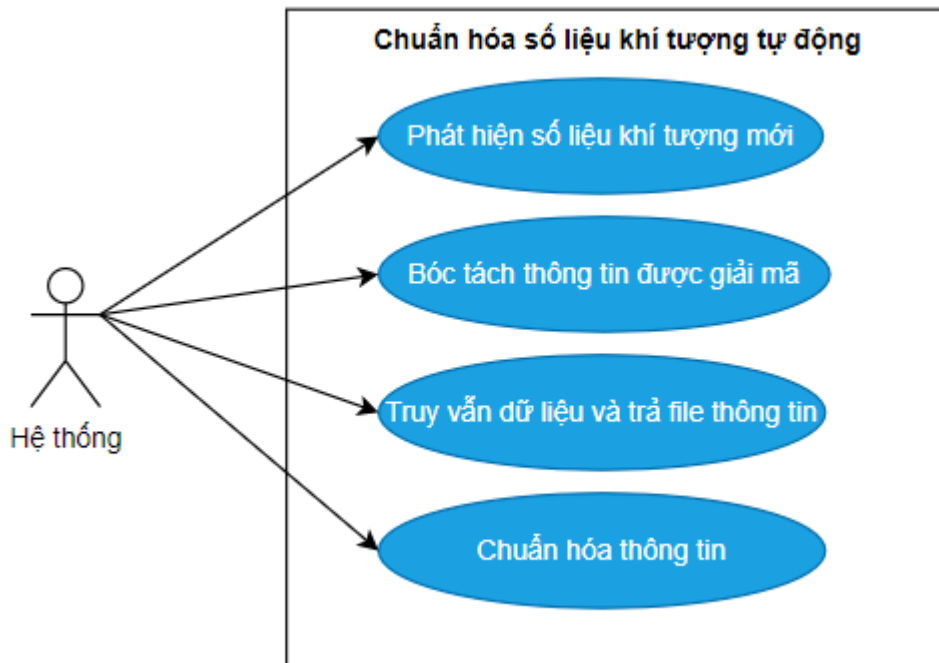 Chuẩn hóa số liệu khí tượng tự động
Phát hiện số liệu khí tượng mới
Bóc tách thông tin được giải mã
Truy vẫn dữ liệu và trả file thông tin
Hệ thống
Chuẩn hóa thông tin